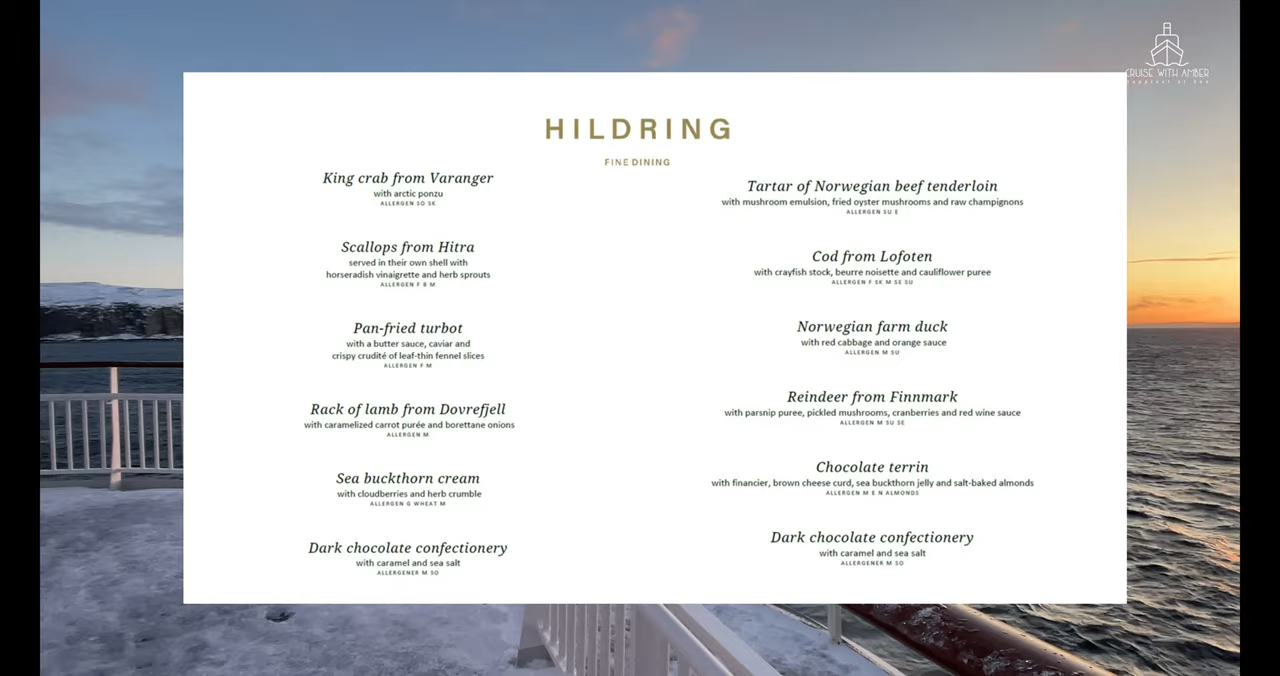 CRUISE WITH AMBER
HILDRING
FINE DINING
King crab from Varanger
with arctic ponzu
ALLERGEN SO SK
Scallops from Hitra
served in their own shell with
horseradish vinaigrette and herb sprouts
ALLERGEN F B M
Pan-fried turbot
with a butter sauce, caviar and
crispy crudité of leaf-thin fennel slices
ALLERGEN F M
Rack of lamb from Dovrefjell
with caramelized carrot purée and borettane onions
ALLERGEN M
Sea buckthorn cream
with cloudberries and herb crumble
ALLERGEN G WHEAT M
Dark chocolate confectionery
with caramel and sea salt
ALLERGENER M SO
Tartar of Norwegian beef tenderloin
with mushroom emulsion, fried oyster mushrooms and raw champignons
ALLERGEN SU E
Cod from Lofoten
with crayfish stock, beurre noisette and cauliflower puree
ALLERGEN F SK M SE SU
Norwegian farm duck
with red cabbage and orange sauce
ALLERGEN M SU
Reindeer from Finnmark
with parsnip puree, pickled mushrooms, cranberries and red wine sauce
ALLERGEN M SU SE
Chocolate terrin
with financier, brown cheese curd, sea buckthorn jelly and salt-baked almonds
ALLERGEN M E N ALMONDS
Dark chocolate confectionery
with caramel and sea salt
ALLERGENER M SO